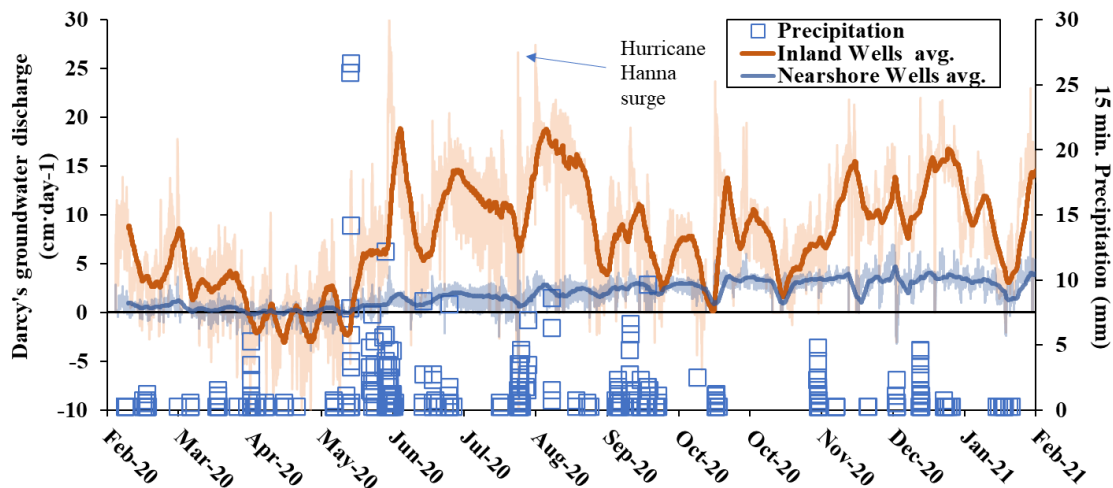 Darcy's groundwater discharge
(cm·day-1)
30
25
20
15
10
5
0
-5
-10
Hurricane
Hanna
surge
Precipitation
Inland Wells avg.
Nearshore Wells avg.
30
25
20
15
10
5
0
15 min. Precipitation (mm)
Feb-20
Mar-20
Apr-20
May-20
Jun-20
Jul-20
Aug-20
Sep-20
Oct-20
Oct-20
Nov-20
Dec-20
Jan-21
Feb-21